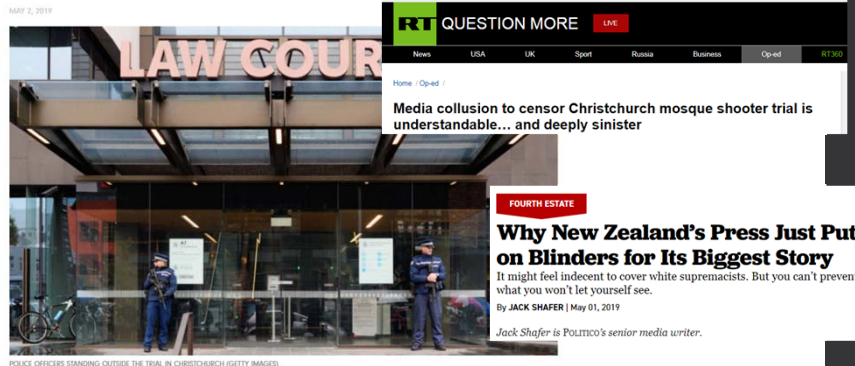 MAY 2, 2019
LAW COUR
RT QUESTION MORE LIVE
News USA UK Sport Russia Business Op-ed RT360
Home / Op-ed /
Media collusion to censor Christchurch mosque shooter trial is
understandable... and deeply sinister
FOURTH ESTATE
Why New Zealand's Press Just Put
on Blinders for Its Biggest Story
It might feel indecent to cover white supremacists. But you can't preven
what you won't let yourself see.
By JACK SHAFER | May 01, 2019
Jack Shafer is POLITICO's senior media writer.
POLICE OFFICERS STANDING OUTSIDE THE TRIAL IN CHRISTCHURCH (GETTY IMAGES)